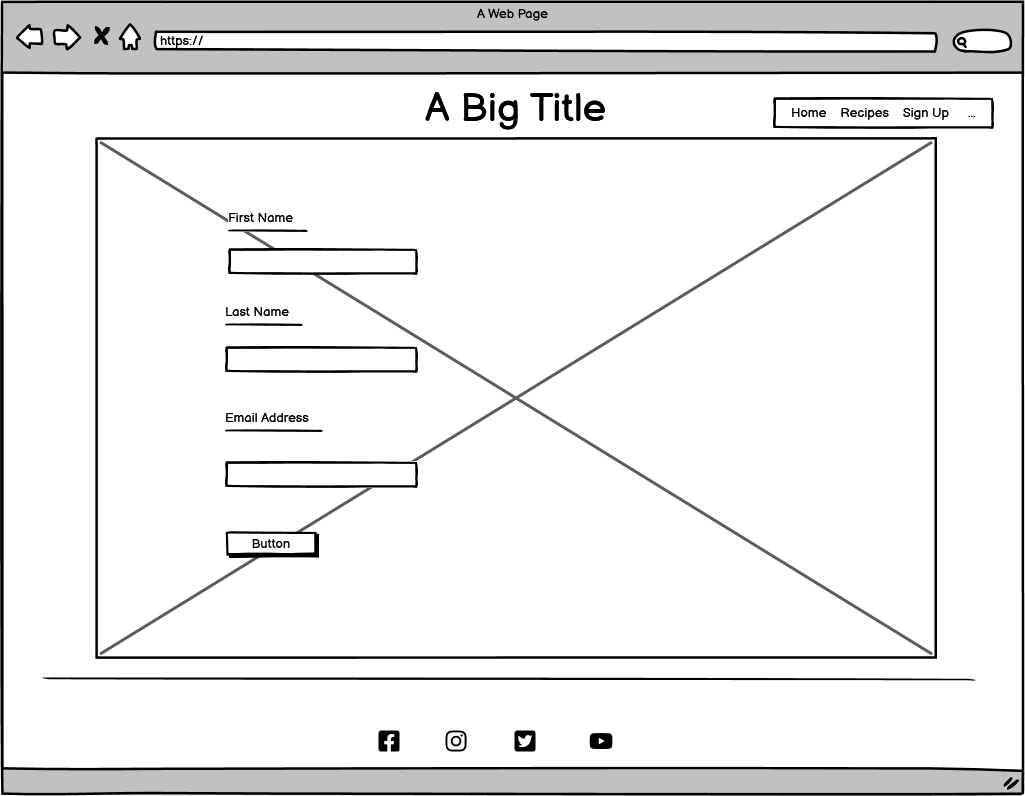 A Web Page
https://
A Big Title
Home Recipes Sign Up ...
First Name
Last Name
Email Address
Button